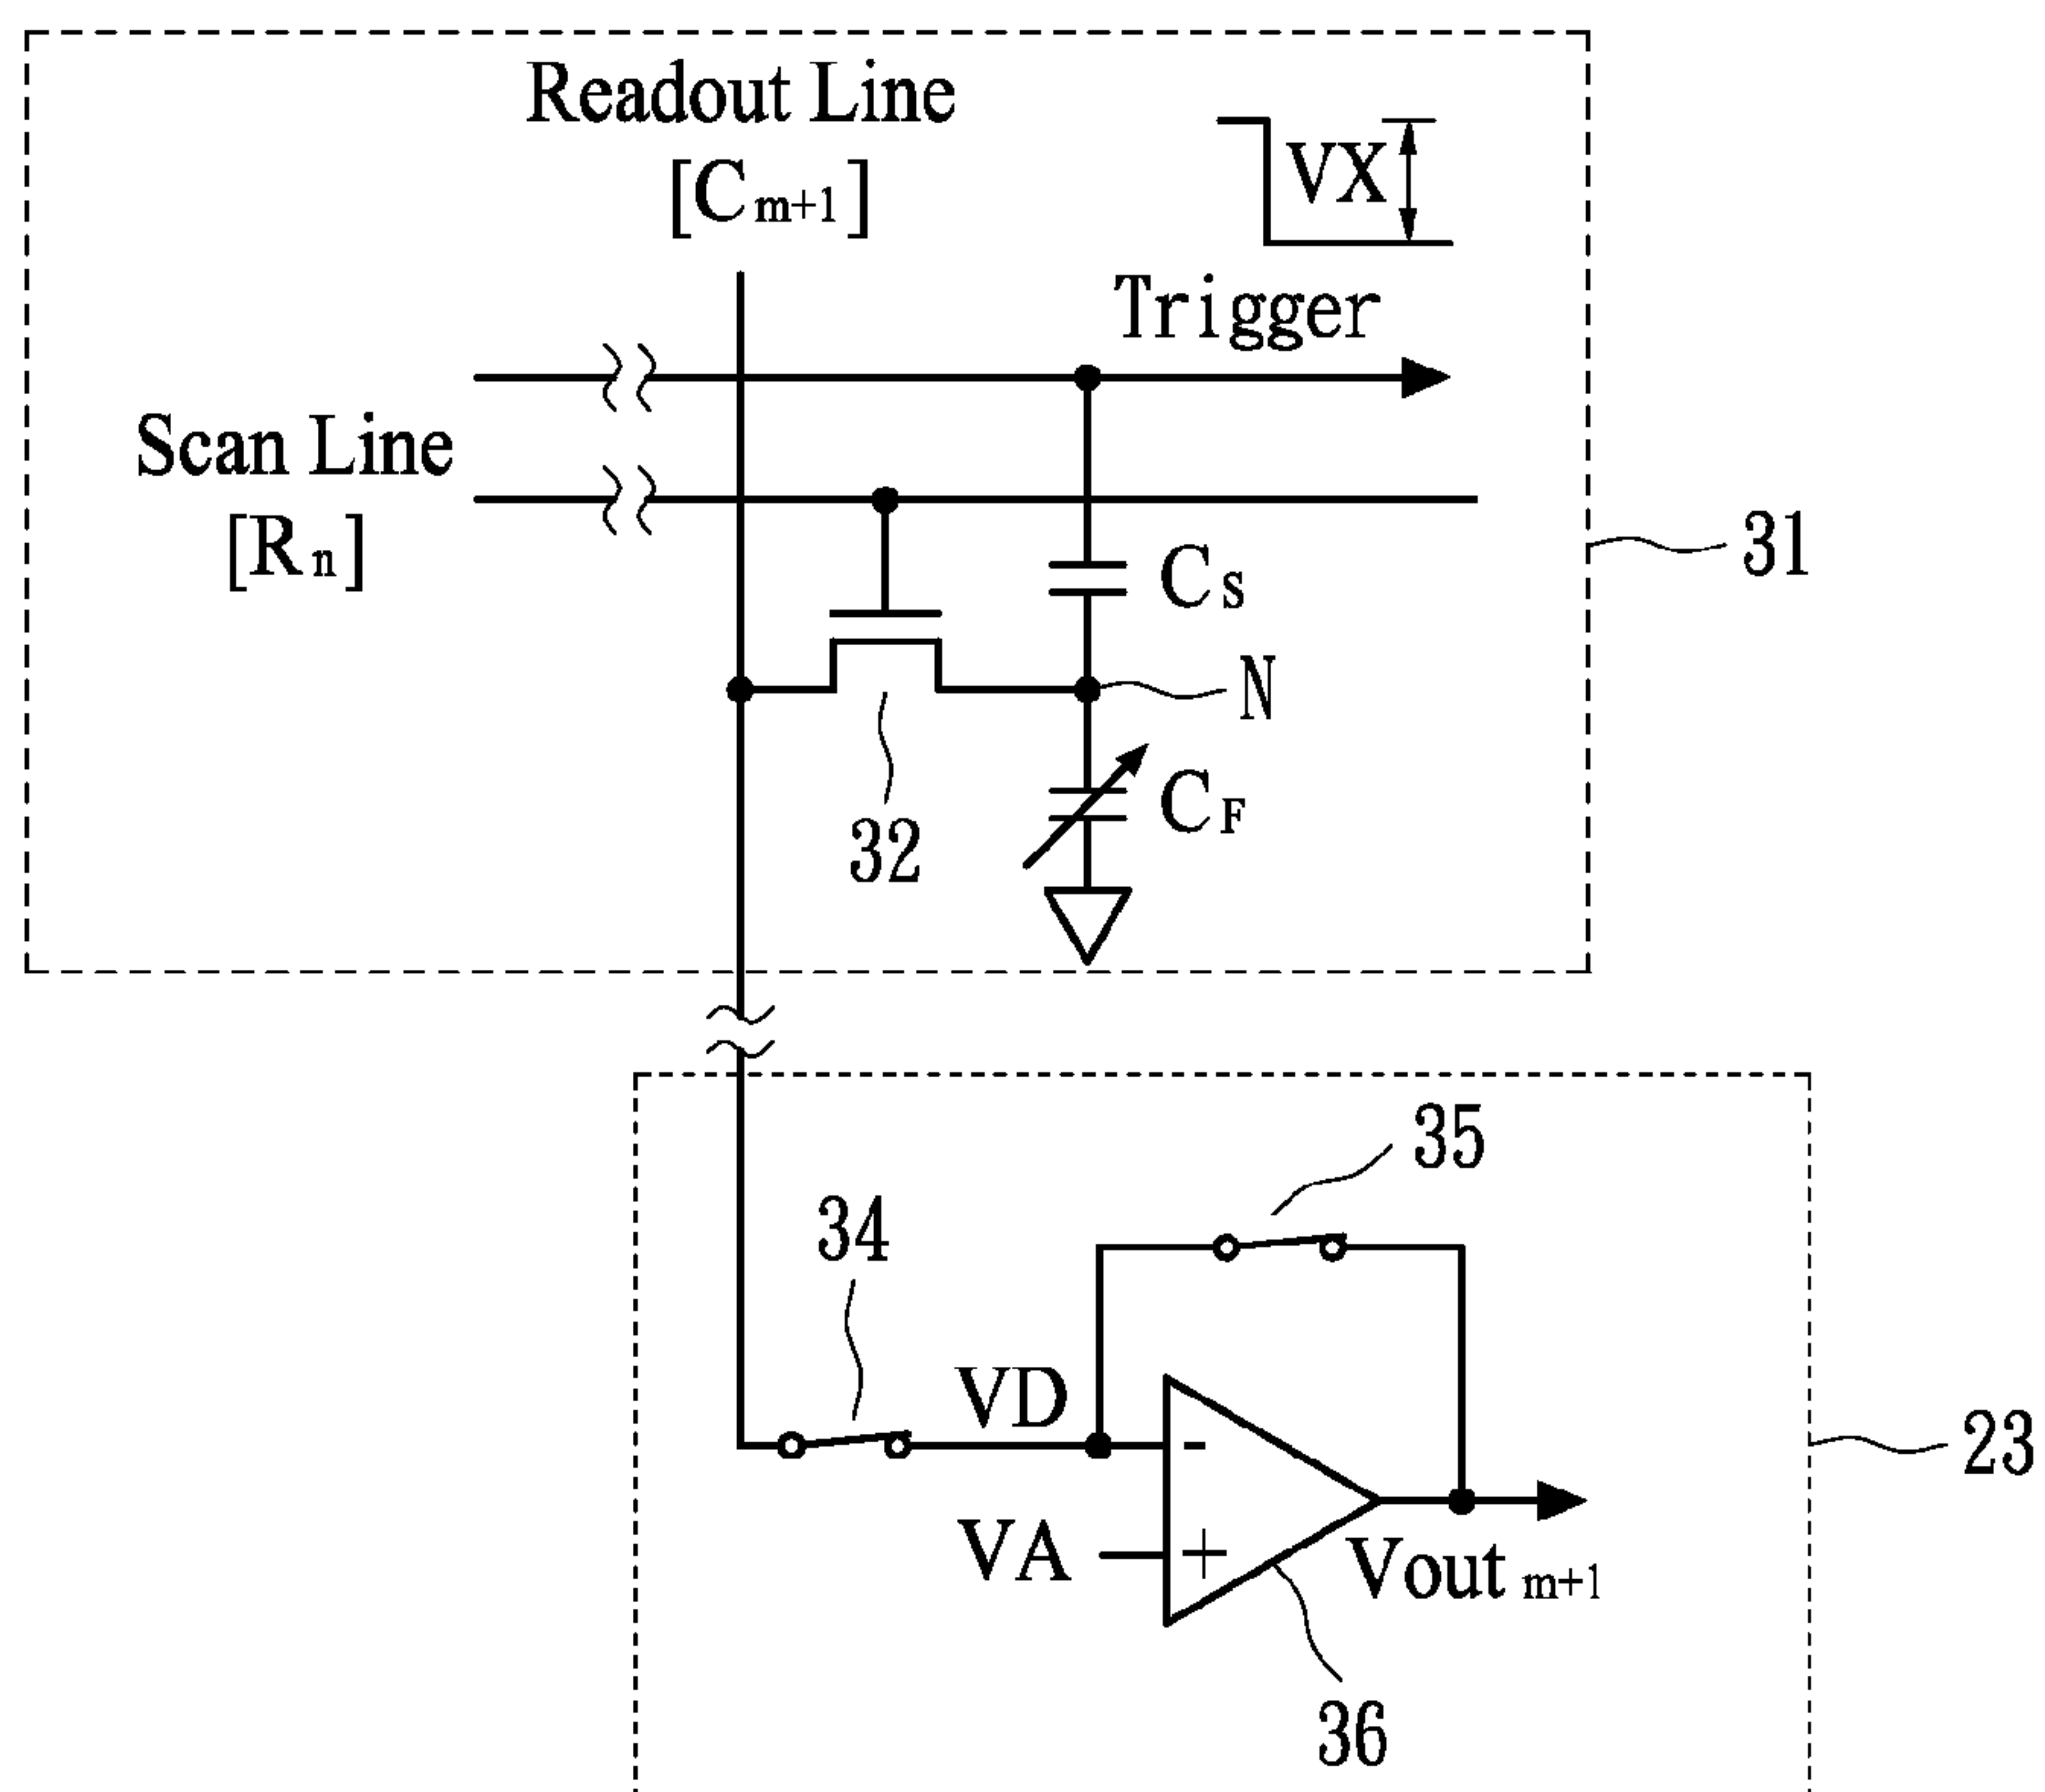 Readout Line
[Cm+1]
VX
Trigger
Scan Line
[Rn]
31
CS
N
CF
32
35
34
VD
-
23
VA
+
Vout m+1
36